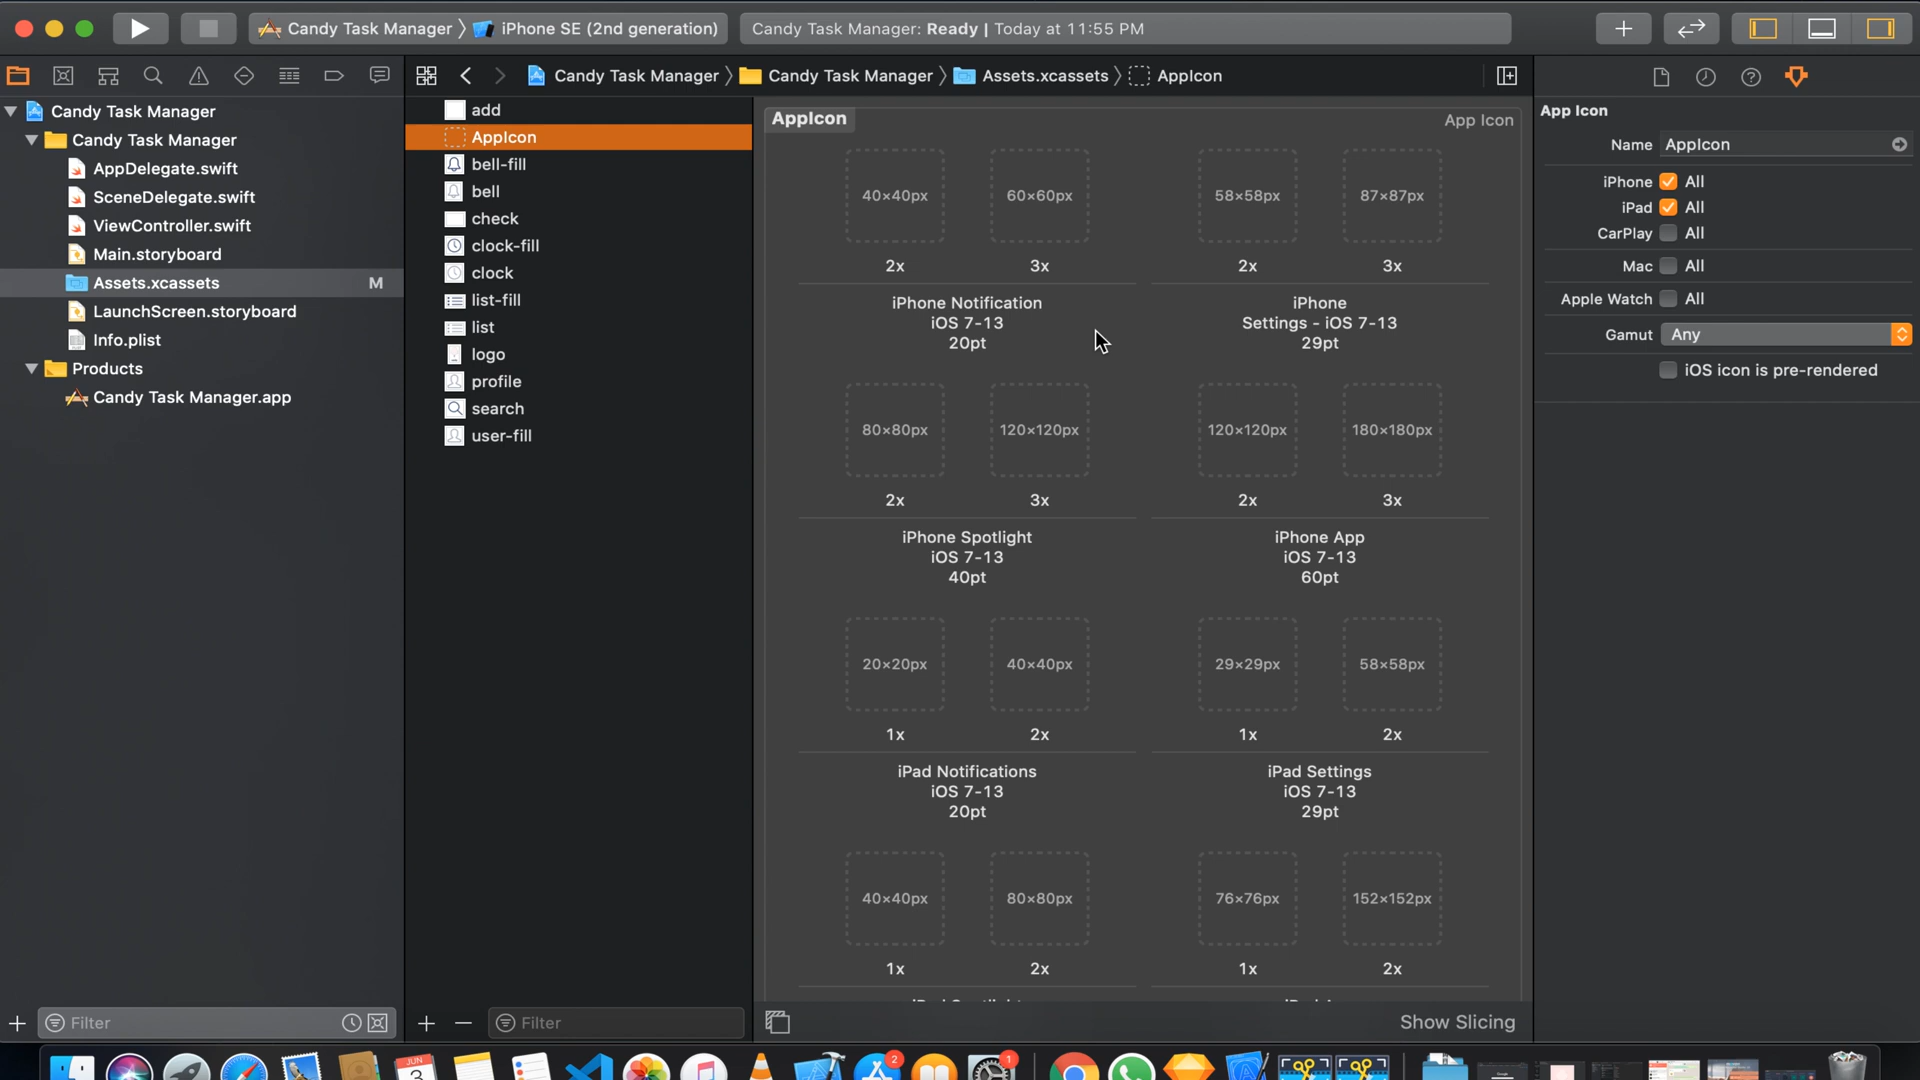 Candy Task Manager 〉 iPhone SE (2nd generation)
Candy Task Manager: Ready | Today at 11:55 PM
Candy Task Manager 〉 Candy Task Manager 〉 Assets.xcassets 〉 AppIcon
Candy Task Manager
Candy Task Manager
AppDelegate.swift
SceneDelegate.swift
ViewController.swift
Main.storyboard
Assets.xcassets M
LaunchScreen.storyboard
Info.plist
Products
Candy Task Manager.app
Filter
add
AppIcon
bell-fill
bell
check
clock-fill
clock
list-fill
list
logo
profile
search
user-fill
Filter
AppIcon
App Icon
40×40px 60×60px 58×58px 87×87px
2x 3x 2x 3x
iPhone Notification
iOS 7-13
20pt
iPhone
Settings - iOS 7-13
29pt
80×80px 120×120px 120×120px 180×180px
2x 3x 2x 3x
iPhone Spotlight
iOS 7-13
40pt
iPhone App
iOS 7-13
60pt
20×20px 40×40px 29×29px 58×58px
1x 2x 1x 2x
iPad Notifications
iOS 7-13
20pt
iPad Settings
iOS 7-13
29pt
40×40px 80×80px 76×76px 152×152px
1x 2x 1x 2x
Show Slicing
App Icon
Name AppIcon
iPhone All
iPad All
CarPlay All
Mac All
Apple Watch All
Gamut Any
iOS icon is pre-rendered
JUN
3
2
1